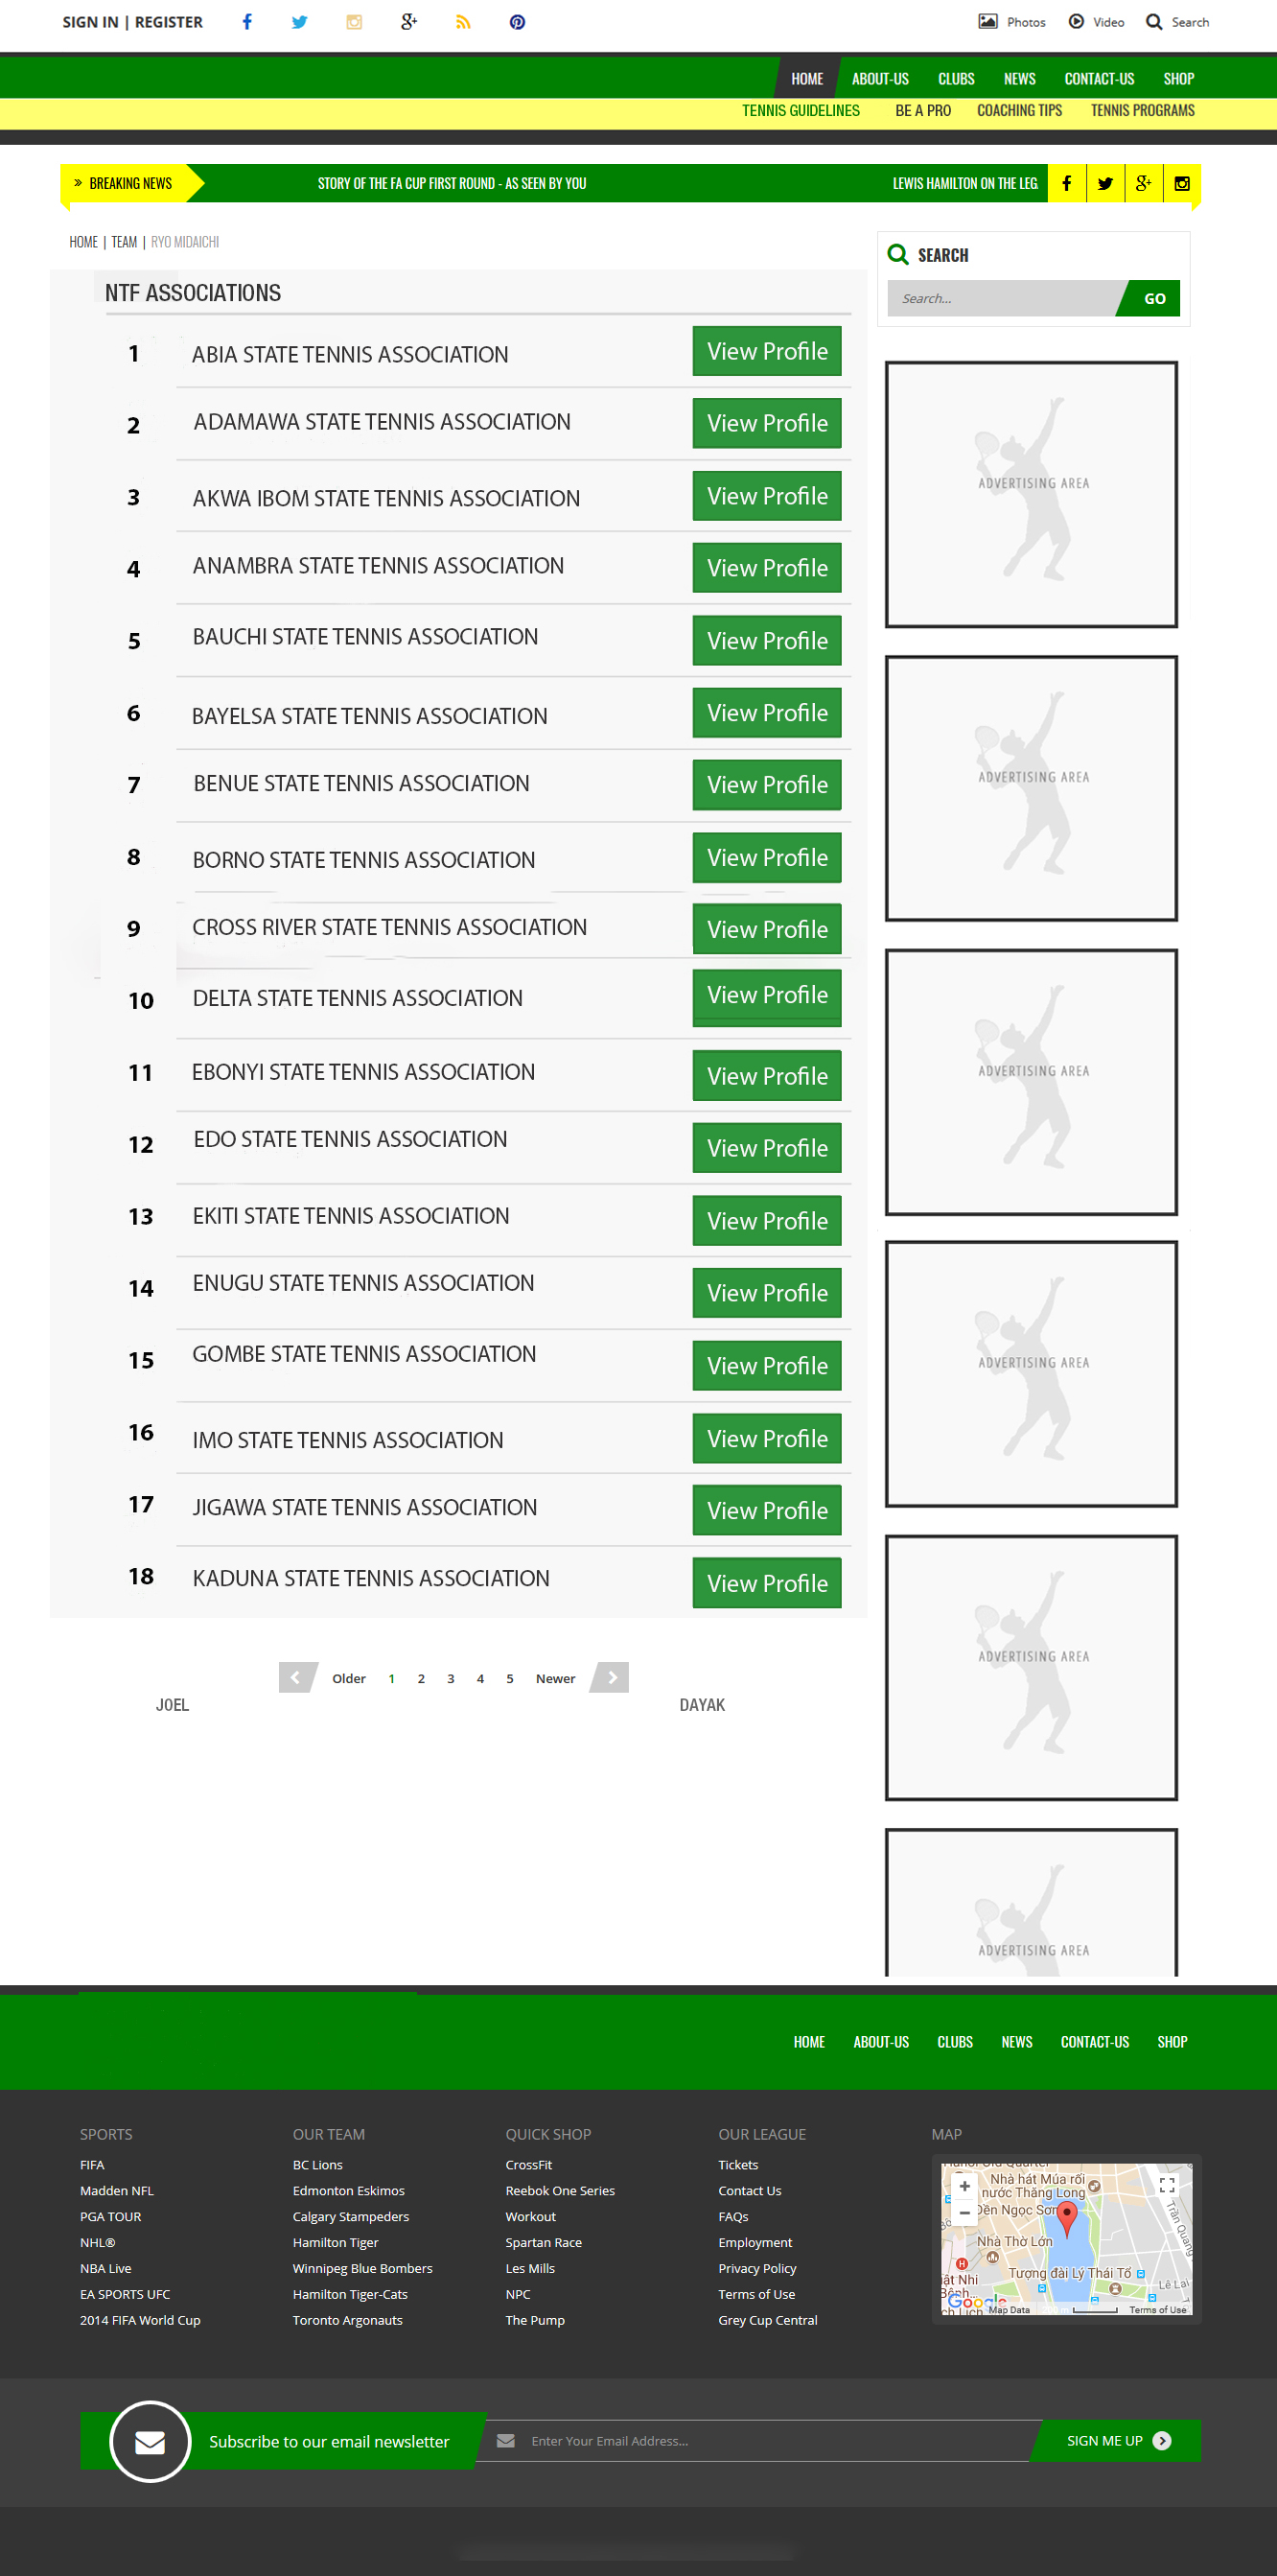 SIGN IN | REGISTER
Photos Video Search
HOME ABOUT-US CLUBS NEWS CONTACT-US SHOP
TENNIS GUIDELINES BE A PRO COACHING TIPS TENNIS PROGRAMS
» BREAKING NEWS STORY OF THE FA CUP FIRST ROUND - AS SEEN BY YOU LEWIS HAMILTON ON THE LEG
HOME | TEAM | RYO MIDAICHI
SEARCH
Search...
GO
NTF ASSOCIATIONS
1 ABIA STATE TENNIS ASSOCIATION View Profile
2 ADAMAWA STATE TENNIS ASSOCIATION View Profile
3 AKWA IBOM STATE TENNIS ASSOCIATION View Profile
4 ANAMBRA STATE TENNIS ASSOCIATION View Profile
5 BAUCHI STATE TENNIS ASSOCIATION View Profile
6 BAYELSA STATE TENNIS ASSOCIATION View Profile
7 BENUE STATE TENNIS ASSOCIATION View Profile
8 BORNO STATE TENNIS ASSOCIATION View Profile
9 CROSS RIVER STATE TENNIS ASSOCIATION View Profile
10 DELTA STATE TENNIS ASSOCIATION View Profile
11 EBONYI STATE TENNIS ASSOCIATION View Profile
12 EDO STATE TENNIS ASSOCIATION View Profile
13 EKITI STATE TENNIS ASSOCIATION View Profile
14 ENUGU STATE TENNIS ASSOCIATION View Profile
15 GOMBE STATE TENNIS ASSOCIATION View Profile
16 IMO STATE TENNIS ASSOCIATION View Profile
17 JIGAWA STATE TENNIS ASSOCIATION View Profile
18 KADUNA STATE TENNIS ASSOCIATION View Profile
Older 1 2 3 4 5 Newer
JOEL DAYAK
ADVERTISING AREA
ADVERTISING AREA
ADVERTISING AREA
ADVERTISING AREA
ADVERTISING AREA
ADVERTISING AREA
HOME ABOUT-US CLUBS NEWS CONTACT-US SHOP
SPORTS
FIFA
Madden NFL
PGA TOUR
NHL®
NBA Live
EA SPORTS UFC
2014 FIFA World Cup
OUR TEAM
BC Lions
Edmonton Eskimos
Calgary Stampeders
Hamilton Tiger
Winnipeg Blue Bombers
Hamilton Tiger-Cats
Toronto Argonauts
QUICK SHOP
CrossFit
Reebok One Series
Workout
Spartan Race
Les Mills
NPC
The Pump
OUR LEAGUE
Tickets
Contact Us
FAQs
Employment
Privacy Policy
Terms of Use
Grey Cup Central
MAP
Nhà hát Múa rối
nước Thăng Long
Đền Ngọc Sơn
Nhà Thờ Lớn
Trần Quang
Tượng đài Lý Thái Tổ
Nhi
Lê Lai
Google
Map Data Terms of Use
Subscribe to our email newsletter
Enter Your Email Address...
SIGN ME UP